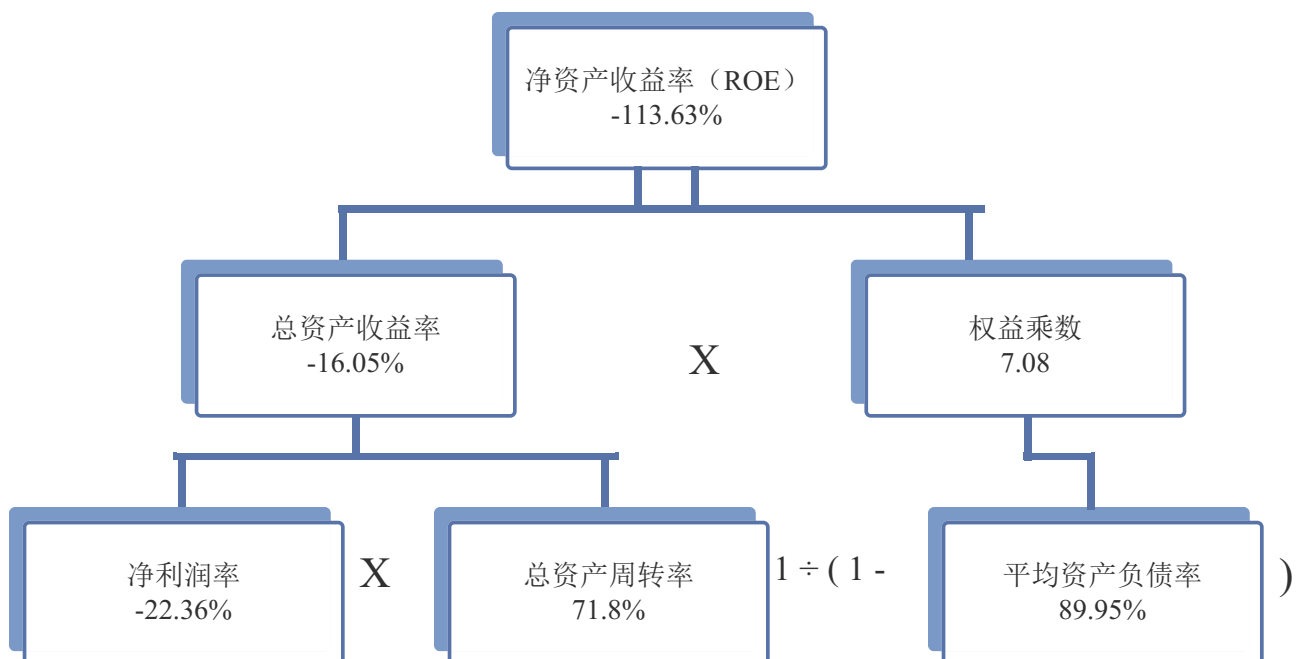 净资产收益率（ROE）
-113.63%
总资产收益率
-16.05%
X
权益乘数
7.08
净利润率
-22.36%
X
总资产周转率
71.8%
1 ÷ ( 1 -
平均资产负债率
89.95%
)